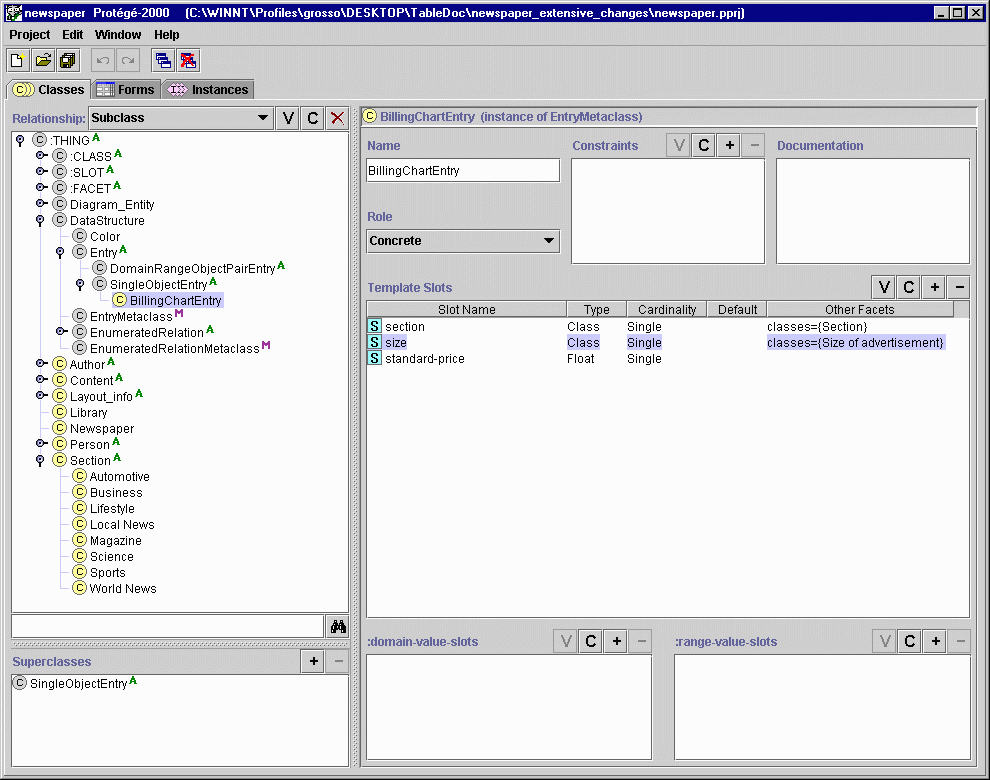 newspaper Protégé-2000 (C:\WINNT\Profiles\grosso\DESKTOP\TableDoc\newspaper_extensive_changes\newspaper.pprj)
Project Edit Window Help
C Classes Forms I Instances
Relationship: Subclass V C
C :THING A
C :CLASS A
C :SLOT A
C :FACET A
C Diagram_Entity
C DataStructure
C Color
C Entry A
C DomainRangeObjectPairEntry A
C SingleObjectEntry A
C BillingChartEntry
C EntryMetaclass M
C EnumeratedRelation A
C EnumeratedRelationMetaclass M
C Author A
C Content A
C Layout_info A
C Library
C Newspaper
C Person A
C Section A
C Automotive
C Business
C Lifestyle
C Local News
C Magazine
C Science
C Sports
C World News
Superclasses + −
C SingleObjectEntry A
C BillingChartEntry (instance of EntryMetaclass)
Name
BillingChartEntry
Role
Concrete
Constraints V C + −
Documentation
Template Slots V C + −
Slot Name Type Cardinality Default Other Facets
S section Class Single classes={Section}
S size Class Single classes={Size of advertisement}
S standard-price Float Single
:domain-value-slots V C + −
:range-value-slots V C + −